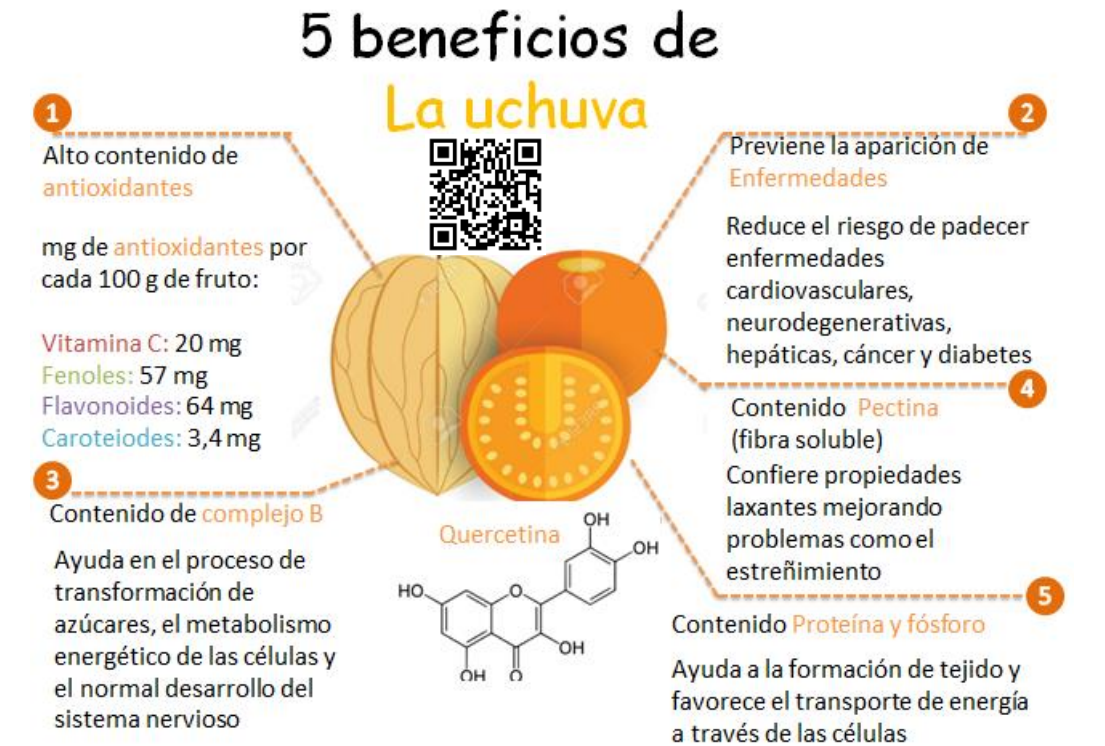 5 beneficios de
La uchuva
1
Alto contenido de
antioxidantes
mg de antioxidantes por
cada 100 g de fruto:
Vitamina C: 20 mg
Fenoles: 57 mg
Flavonoides: 64 mg
Caroteiodes: 3,4 mg
2
Previene la aparición de
Enfermedades
Reduce el riesgo de padecer
enfermedades
cardiovasculares,
neurodegenerativas,
hepáticas, cáncer y diabetes
3
Contenido de complejo B
Ayuda en el proceso de
transformación de
azúcares, el metabolismo
energético de las células y
el normal desarrollo del
sistema nervioso
4
Contenido Pectina
(fibra soluble)
Confiere propiedades
laxantes mejorando
problemas como el
estreñimiento
Quercetina
OH
OH
HO
O
OH
OH
O
5
Contenido Proteína y fósforo
Ayuda a la formación de tejido y
favorece el transporte de energía
a través de las células